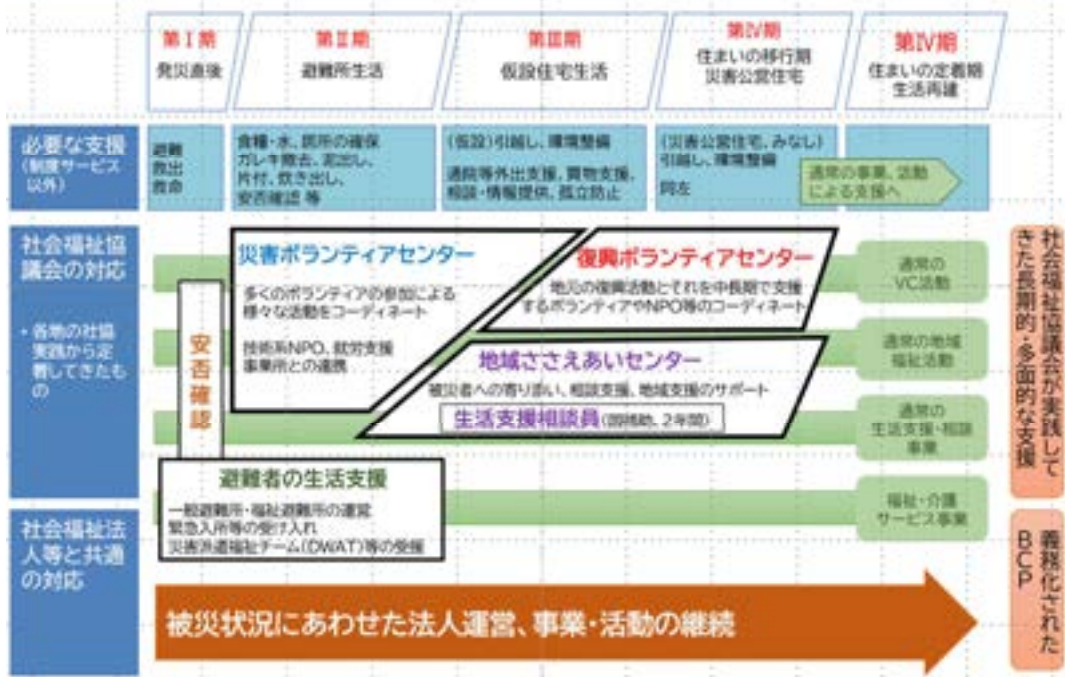 第Ⅰ期
発災直後
第Ⅱ期
避難所生活
第Ⅲ期
仮設住宅生活
第Ⅳ期
住まいの移行期
災害公営住宅
第Ⅳ期
住まいの定着期
生活再建
必要な支援
(制度サービス
以外)
避難
救出
救命
食糧・水、居所の確保
ガレキ撤去、泥出し、
片付、炊き出し、
安否確認 等
(仮設)引越し、環境整備
通院等外出支援、買物支援、
相談・情報提供、孤立防止
(災害公営住宅、みなし)
引越し、環境整備
同左
通常の事業、活動
による支援へ
社会福祉協
議会の対応
・各地の社協
実践から定
着してきたも
の
安否確認
災害ボランティアセンター
多くのボランティアの参加による
様々な活動をコーディネート
技術系NPO、就労支援
事業所との連携
復興ボランティアセンター
地元の復興活動とそれを中長期で支援
するボランティアやNPO等のコーディネート
地域ささえあいセンター
被災者への寄り添い、相談支援、地域支援のサポート
生活支援相談員(国補助、2年間)
通常の
VC活動
通常の地域
福祉活動
通常の
生活支援・相談
事業
福祉・介護
サービス事業
社会福祉協議会が実践して
きた長期的・多面的な支援
避難者の生活支援
一般避難所・福祉避難所の運営
緊急入所等の受け入れ
災害派遣福祉チーム(DWAT)等の受援
社会福祉法
人等と共通
の対応
被災状況にあわせた法人運営、事業・活動の継続
義務化された
BCP